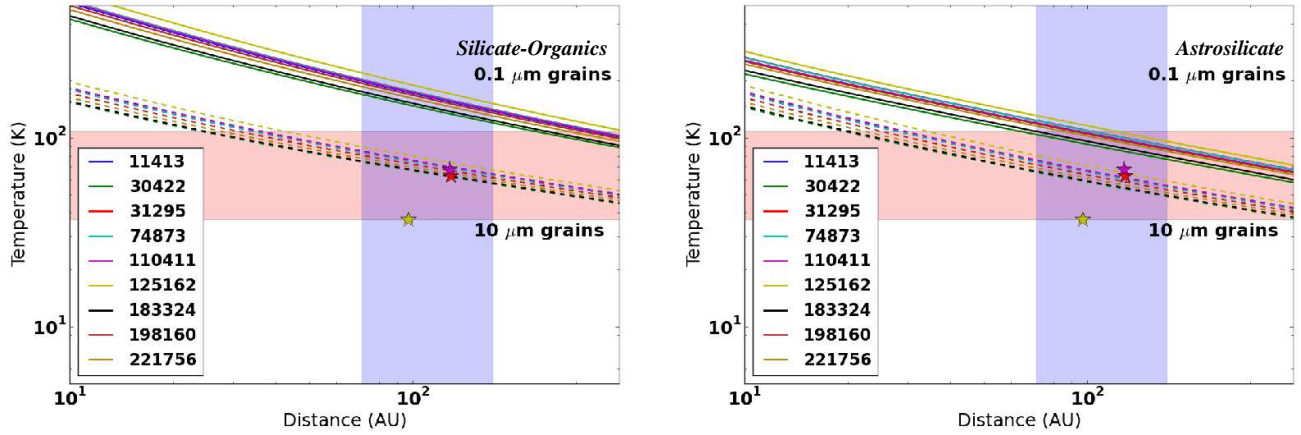 Silicate-Organics
0.1 μm grains
10²
Temperature (K)
11413
30422
31295
74873
110411
125162
183324
198160
221756
10 μm grains
10¹
10¹
10²
Distance (AU)
Astrosilicate
0.1 μm grains
10²
Temperature (K)
11413
30422
31295
74873
110411
125162
183324
198160
221756
10 μm grains
10¹
10¹
10²
Distance (AU)